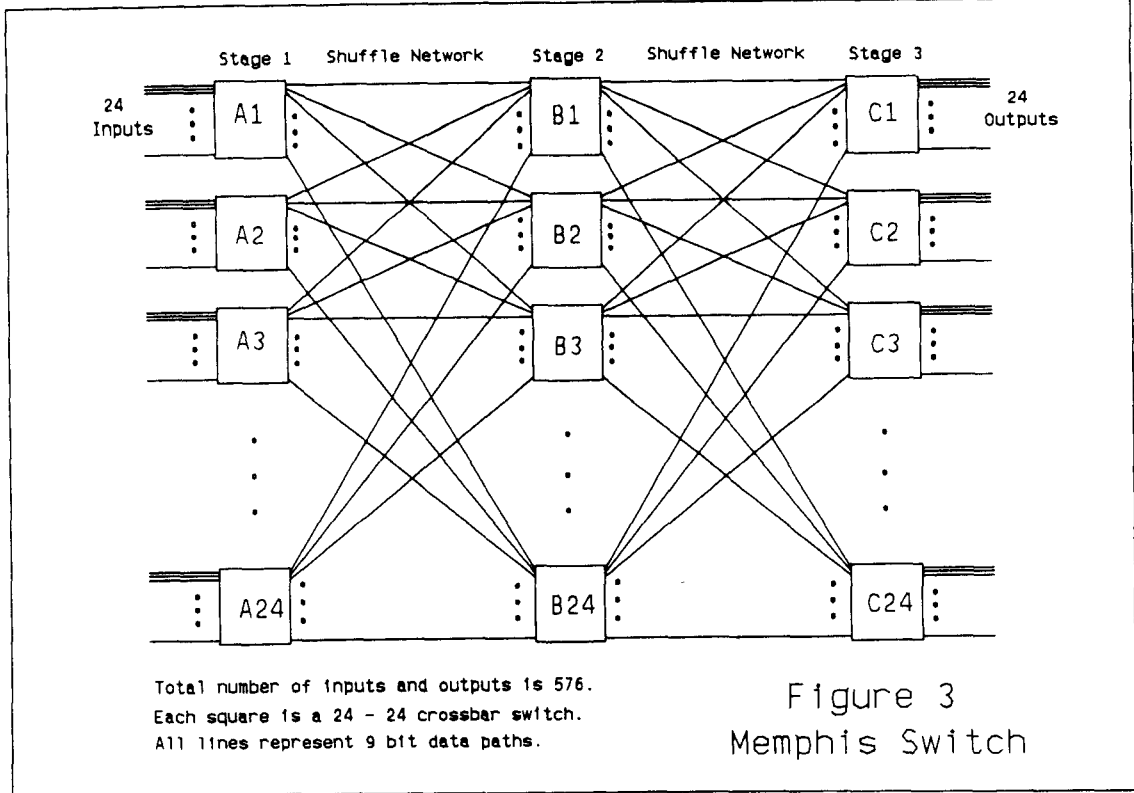 Stage 1 Shuffle Network Stage 2 Shuffle Network Stage 3
24
Inputs
A1
B1
C1
24
Outputs
A2
B2
C2
A3
B3
C3
A24
B24
C24
Total number of inputs and outputs is 576.
Each square is a 24 - 24 crossbar switch.
All lines represent 9 bit data paths.
Figure 3
Memphis Switch